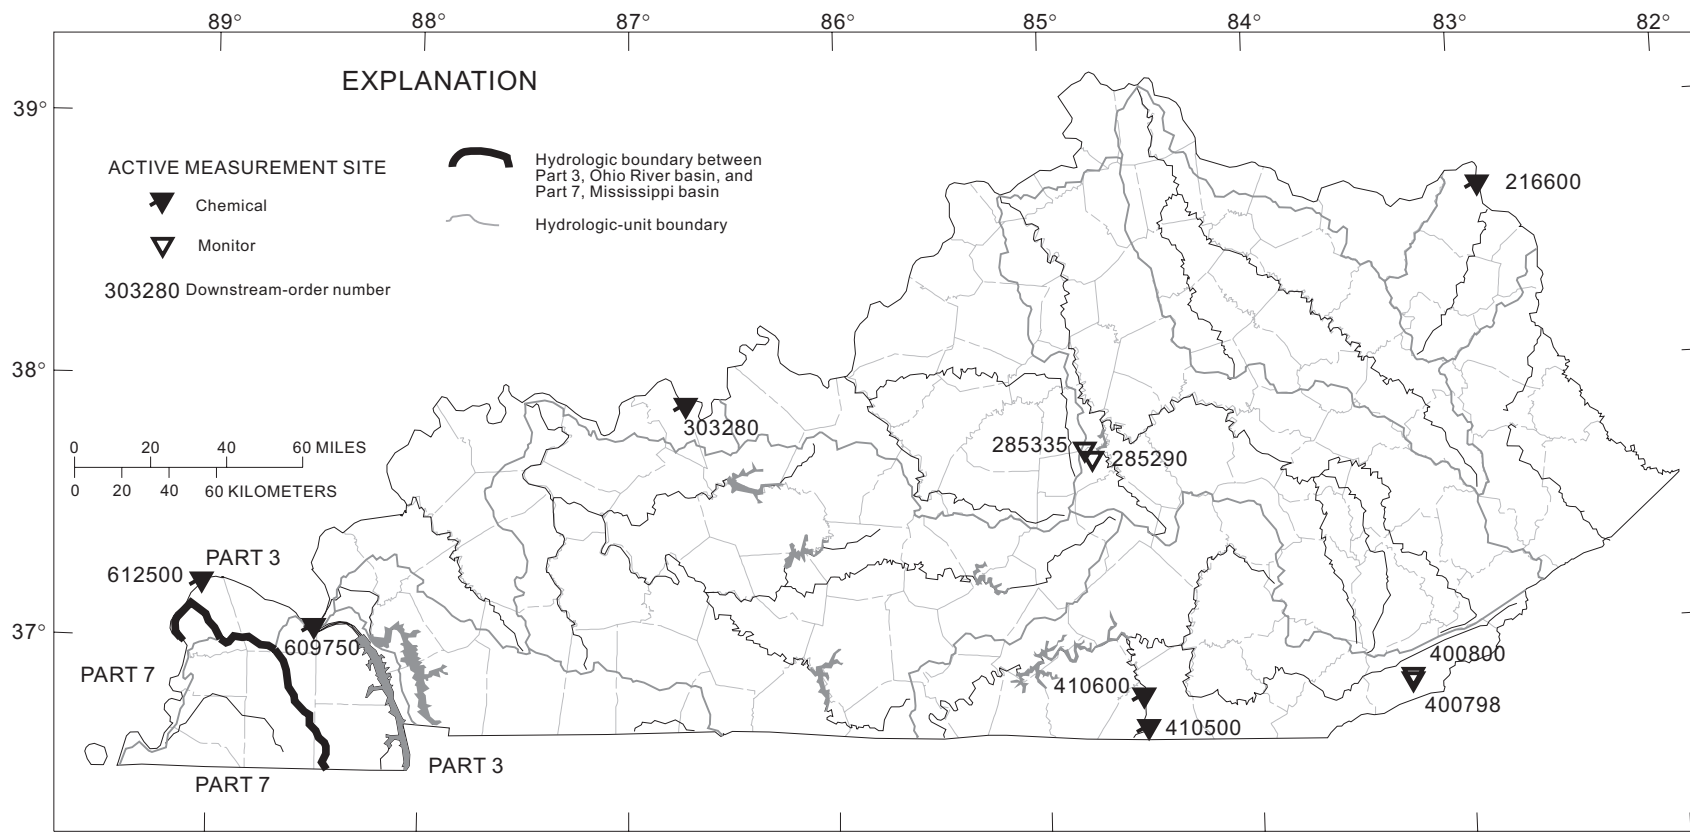 89° 88° 87° 86° 85° 84° 83° 82°
EXPLANATION
39°
ACTIVE MEASUREMENT SITE
Chemical
Monitor
303280 Downstream-order number
Hydrologic boundary between
Part 3, Ohio River basin, and
Part 7, Mississippi basin
Hydrologic-unit boundary
216600
38°
303280
285335
285290
0 20 40 60 MILES
0 20 40 60 KILOMETERS
PART 3
612500
37°
609750
PART 7
400800
410600
400798
410500
PART 3
PART 7